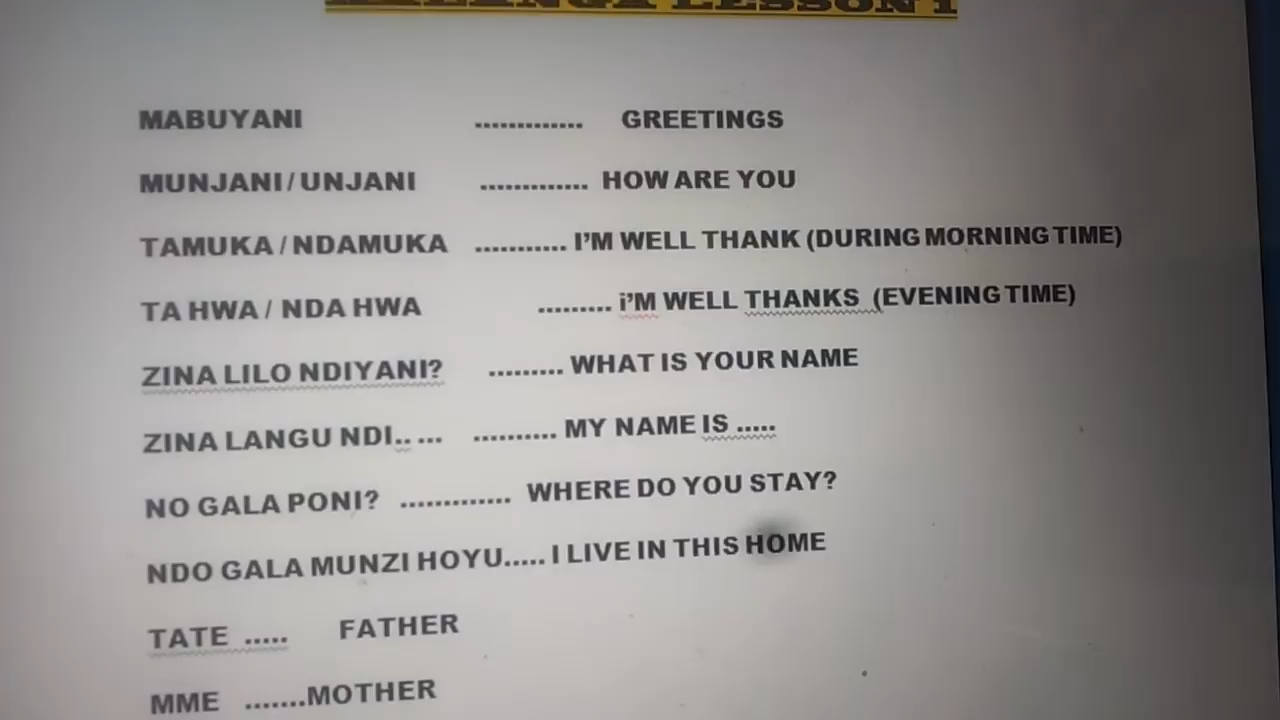 LESSON 1
MABUYANI ............. GREETINGS
MUNJANI / UNJANI ............. HOW ARE YOU
TAMUKA / NDAMUKA ........... I'M WELL THANK (DURING MORNING TIME)
TA HWA / NDA HWA ......... i'M WELL THANKS (EVENING TIME)
ZINA LILO NDIYANI? ......... WHAT IS YOUR NAME
ZINA LANGU NDI.. ... .......... MY NAME IS .....
NO GALA PONI? ............. WHERE DO YOU STAY?
NDO GALA MUNZI HOYU..... I LIVE IN THIS HOME
TATE ..... FATHER
MME .......MOTHER